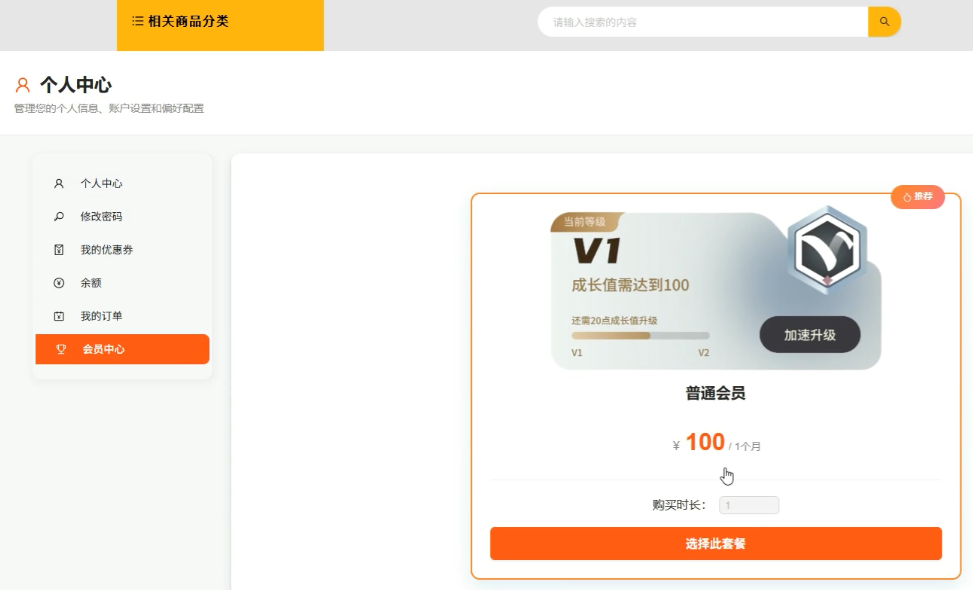 相关商品分类
请输入搜索的内容
个人中心
管理您的个人信息、账户设置和偏好配置
个人中心
修改密码
我的优惠券
余额
我的订单
会员中心
推荐
当前等级
V1
成长值需达到100
还需20点成长值升级
V1 V2
加速升级
普通会员
¥ 100 / 1个月
购买时长： 1
选择此套餐